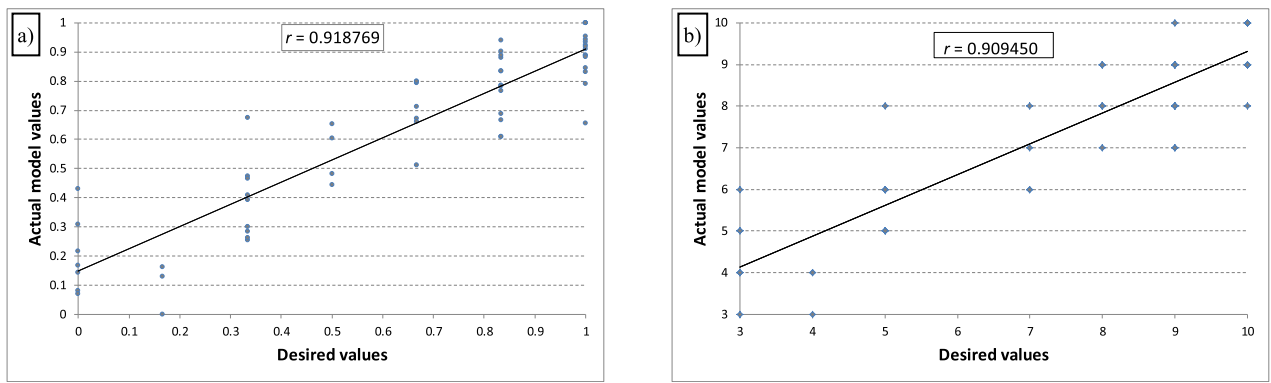 a)
r = 0.918769
Actual model values
1
0.9
0.8
0.7
0.6
0.5
0.4
0.3
0.2
0.1
0
0 0.1 0.2 0.3 0.4 0.5 0.6 0.7 0.8 0.9 1
Desired values
b)
r = 0.909450
Actual model values
10
9
8
7
6
5
4
3
3 4 5 6 7 8 9 10
Desired values